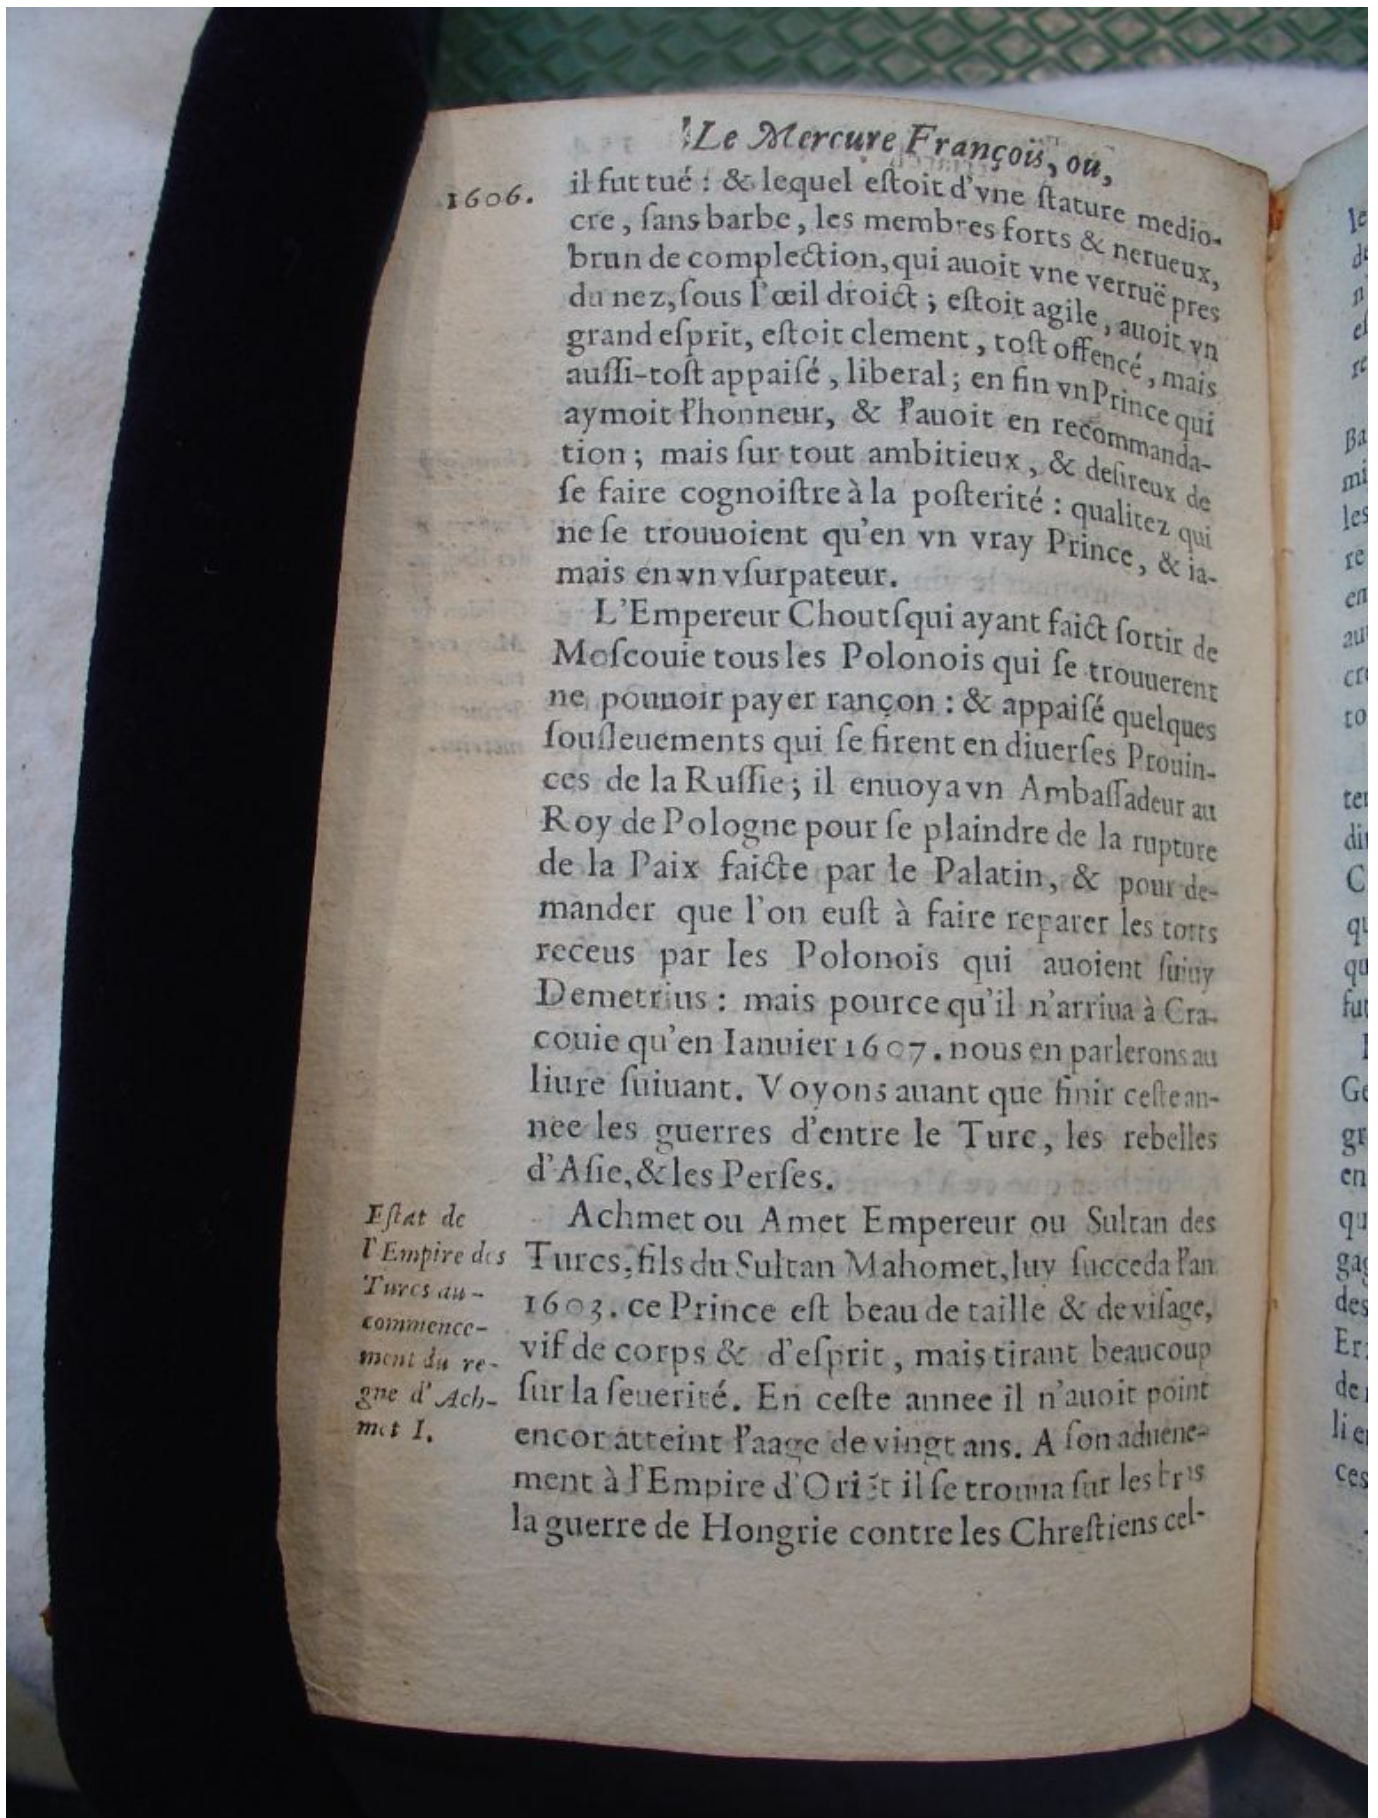 Le Mercure François, ou,
1606.
il fut tué : & lequel eſtoit d'vne ſtature medio-
cre, ſans barbe, les membres forts & nerueux,
brun de complection, qui auoit vne verruë pres
du nez, ſous l'œil droict ; eſtoit agile, auoit vn
grand eſprit, eſtoit clement, toſt offencé, mais
auſſi-toſt appaiſé, liberal ; en fin vn Prince qui
aymoit l'honneur, & l'auoit en recommanda-
tion ; mais ſur tout ambitieux, & deſireux de
ſe faire cognoiſtre à la poſterité : qualitez qui
ne ſe trouuoient qu'en vn vray Prince, & ia-
mais en vn vſurpateur.
L'Empereur Choutſqui ayant faict ſortir de
Moſcouie tous les Polonois qui ſe trouuerent
ne pouuoir payer rançon : & appaiſé quelques
ſouſleuements qui ſe firent en diuerſes Prouin-
ces de la Ruſſie ; il enuoya vn Ambaſſadeur au
Roy de Pologne pour ſe plaindre de la rupture
de la Paix faicte par le Palatin, & pour de-
mander que l'on euſt à faire reparer les torts
receus par les Polonois qui auoient ſuiuy
Demetrius : mais pource qu'il n'arriua à Cra-
couie qu'en Ianuier 1607. nous en parlerons au
liure ſuiuant. Voyons auant que finir ceſte an-
nee les guerres d'entre le Turc, les rebelles
d'Aſie, & les Perſes.
Eſtat de
l'Empire des
Turcs au-
commence-
ment du re-
gne d'Ach-
met I.
Achmet ou Amet Empereur ou Sultan des
Turcs, fils du Sultan Mahomet, luy ſucceda l'an
1603. ce Prince eſt beau de taille & de viſage,
vif de corps & d'eſprit, mais tirant beaucoup
ſur la ſeuerité. En ceſte annee il n'auoit point
encor atteint l'aage de vingt ans. A ſon aduene-
ment à l'Empire d'Oriẽt il ſe trouua ſur les bras
la guerre de Hongrie contre les Chreſtiens cel-